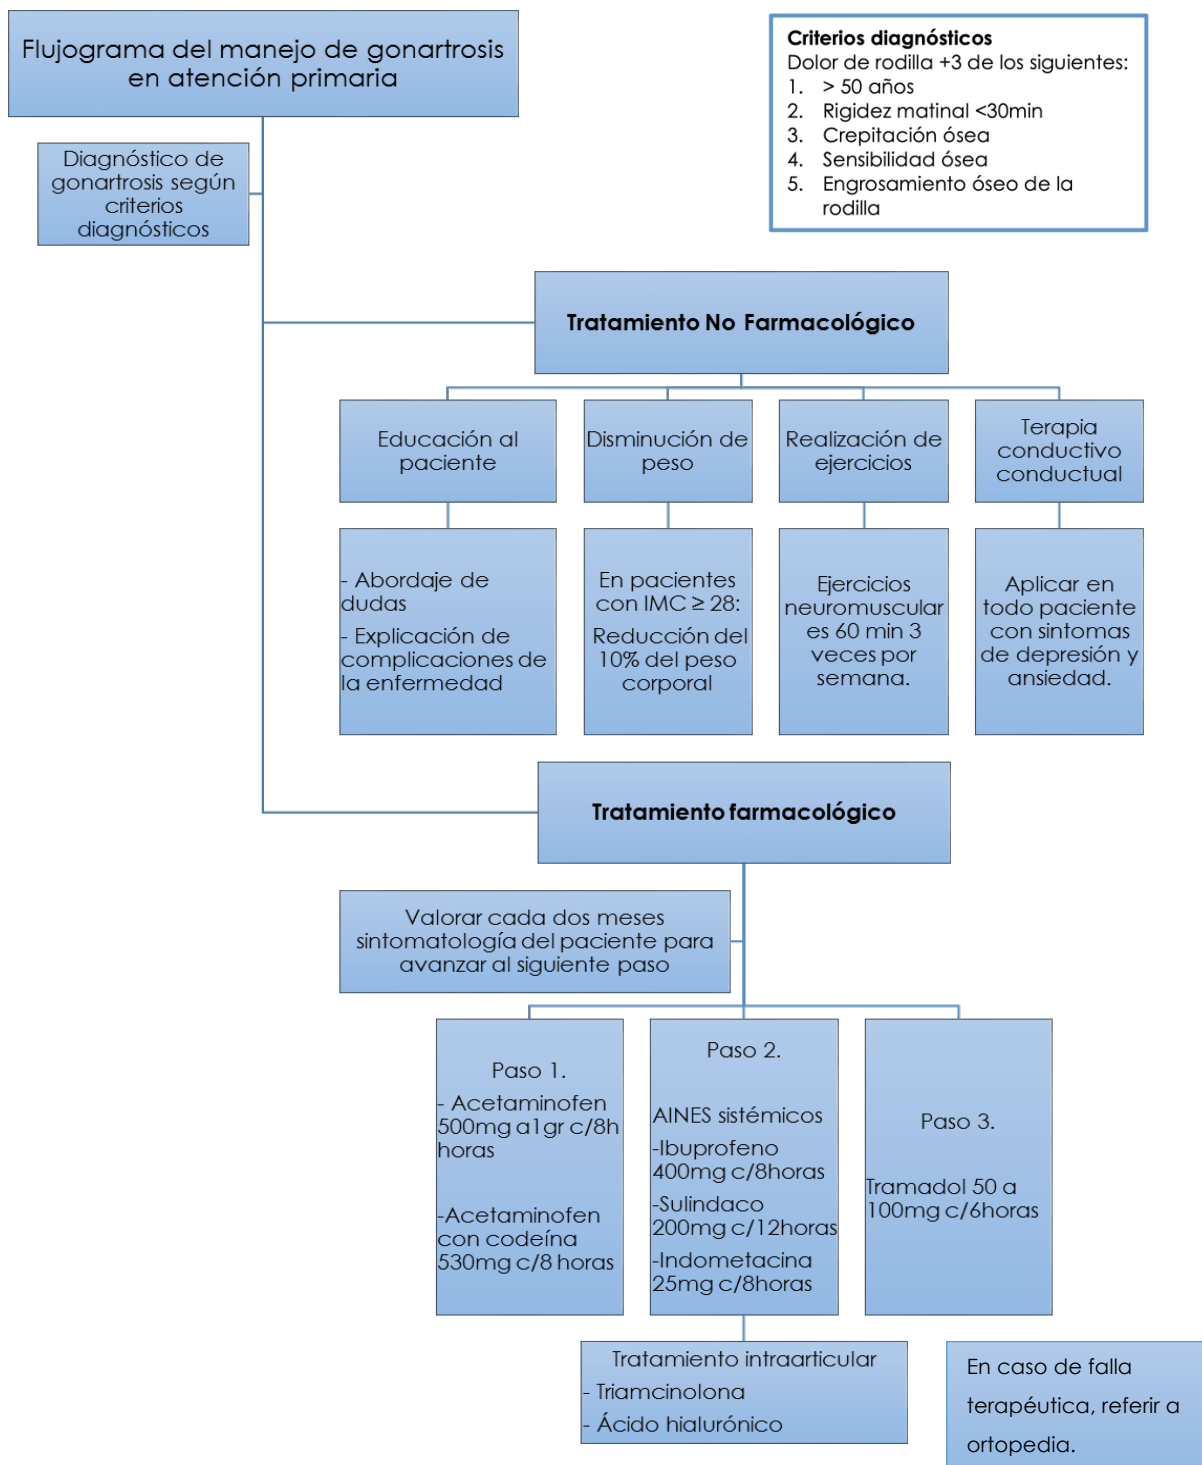 Flujograma del manejo de gonartrosis
en atención primaria
Criterios diagnósticos
Dolor de rodilla +3 de los siguientes:
1. > 50 años
2. Rigidez matinal <30min
3. Crepitación ósea
4. Sensibilidad ósea
5. Engrosamiento óseo de la
rodilla
Diagnóstico de
gonartrosis según
criterios
diagnósticos
Tratamiento No Farmacológico
Educación al
paciente
Disminución de
peso
Realización de
ejercicios
Terapia
conductivo
conductual
- Abordaje de
dudas
- Explicación de
complicaciones de
la enfermedad
En pacientes
con IMC ≥ 28:
Reducción del
10% del peso
corporal
Ejercicios
neuromuscular
es 60 min 3
veces por
semana.
Aplicar en
todo paciente
con sintomas
de depresión y
ansiedad.
Tratamiento farmacológico
Valorar cada dos meses
sintomatología del paciente para
avanzar al siguiente paso
Paso 1.
- Acetaminofen
500mg a1gr c/8h
horas
-Acetaminofen
con codeína
530mg c/8 horas
Paso 2.
AINES sistémicos
-Ibuprofeno
400mg c/8horas
-Sulindaco
200mg c/12horas
-Indometacina
25mg c/8horas
Paso 3.
Tramadol 50 a
100mg c/6horas
Tratamiento intraarticular
- Triamcinolona
- Ácido hialurónico
En caso de falla
terapéutica, referir a
ortopedia.